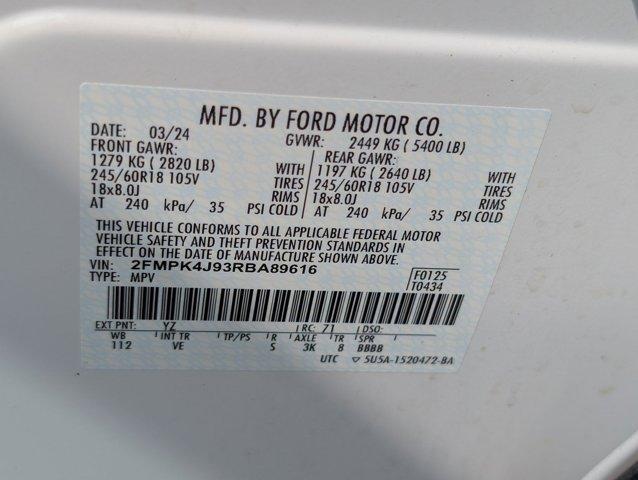 MFD. BY FORD MOTOR CO.
DATE: 03/24 GVWR: 2449 KG ( 5400 LB)
FRONT GAWR: REAR GAWR:
1279 KG ( 2820 LB) WITH 1197 KG ( 2640 LB) WITH
245/60R18 105V TIRES 245/60R18 105V TIRES
18x8.0J RIMS 18x8.0J RIMS
AT 240 kPa/ 35 PSI COLD AT 240 kPa/ 35 PSI COLD
THIS VEHICLE CONFORMS TO ALL APPLICABLE FEDERAL MOTOR
VEHICLE SAFETY AND THEFT PREVENTION STANDARDS IN
EFFECT ON THE DATE OF MANUFACTURE SHOWN ABOVE.
VIN: 2FMPK4J93RBA89616 F0125
TYPE: MPV T0434
EXT PNT: YZ RC: 71 DSO:
WB INT TR TP/PS R AXLE TR SPR
112 VE 5 3K 8 BBBB
UTC ▽ 5U5A-1520472-BA